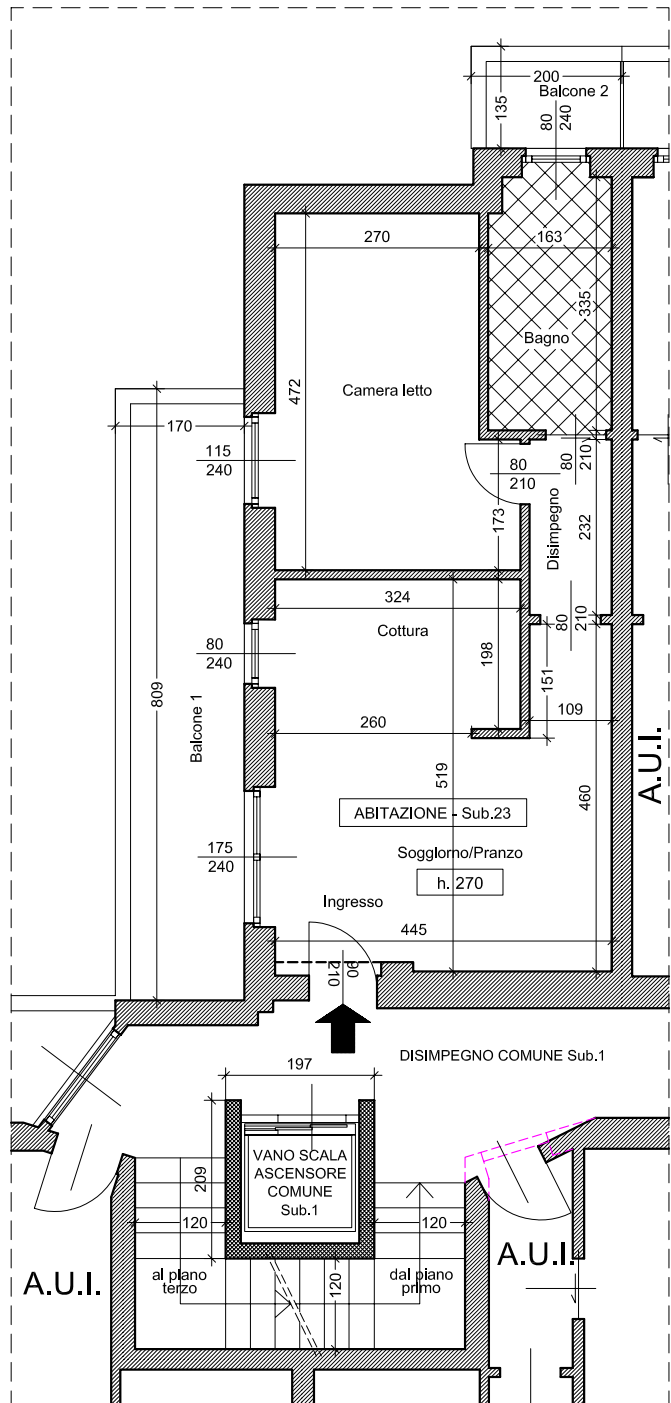 200
Balcone 2
135
80
240
270
163
335
Bagno
472
Camera letto
170
115
240
80
210
80
210
173
Disimpegno
232
324
Cottura
80
210
80
240
198
151
809
Balcone 1
260
109
519
460
A.U.I.
ABITAZIONE - Sub.23
175
240
Soggiorno/Pranzo
h. 270
Ingresso
445
90
210
DISIMPEGNO COMUNE Sub.1
197
VANO SCALA
ASCENSORE
COMUNE
Sub.1
209
120
120
A.U.I.
al piano
terzo
120
dal piano
primo
A.U.I.